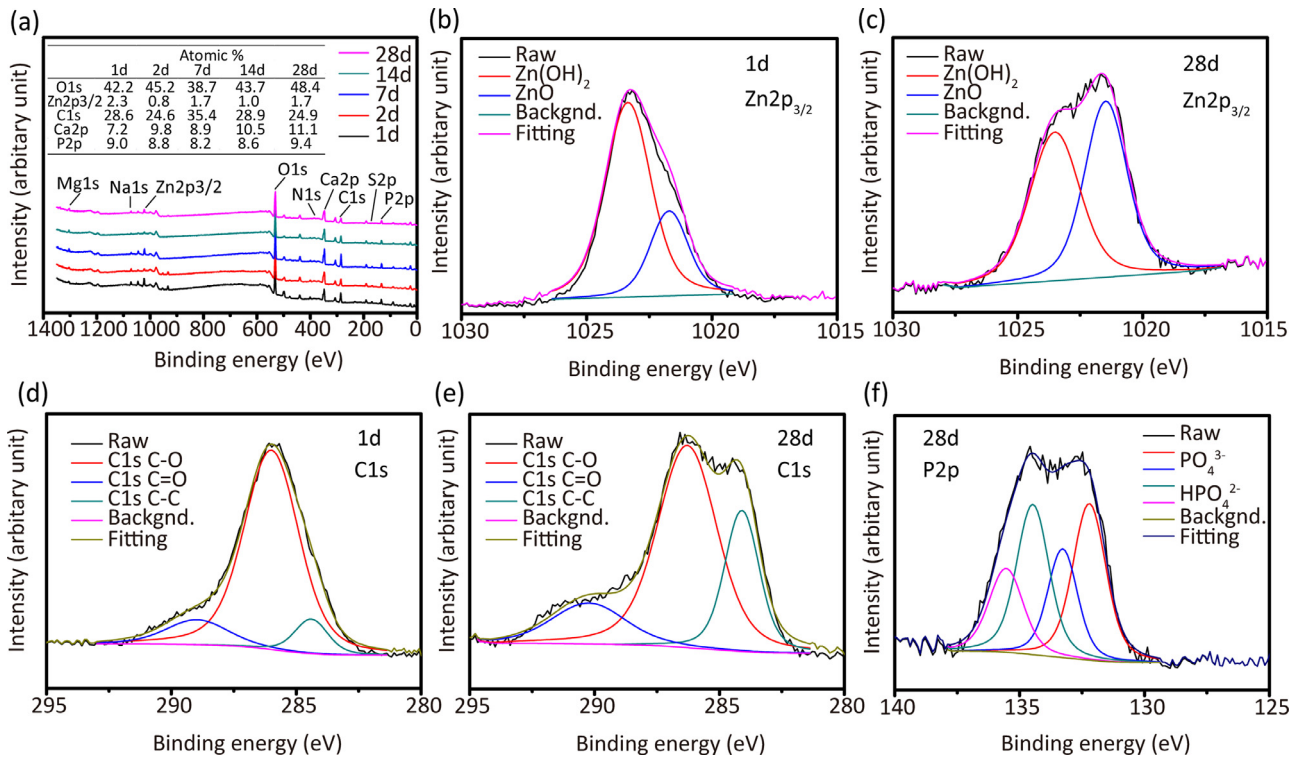 (a)
Intensity (arbitary unit)
Atomic %
1d 2d 7d 14d 28d
O1s 42.2 45.2 38.7 43.7 48.4
Zn2p3/2 2.3 0.8 1.7 1.0 1.7
C1s 28.6 24.6 35.4 28.9 24.9
Ca2p 7.2 9.8 8.9 10.5 11.1
P2p 9.0 8.8 8.2 8.6 9.4
28d
14d
7d
2d
1d
Mg1s
Na1s
Zn2p3/2
O1s
N1s
Ca2p
C1s
S2p
P2p
1400 1200 1000 800 600 400 200 0
Binding energy (eV)
(b)
Intensity (arbitary unit)
Raw
Zn(OH)₂
ZnO
Backgnd.
Fitting
1d
Zn2p₃/₂
1030 1025 1020 1015
Binding energy (eV)
(c)
Intensity (arbitary unit)
Raw
Zn(OH)₂
ZnO
Backgnd.
Fitting
28d
Zn2p₃/₂
1030 1025 1020 1015
Binding energy (eV)
(d)
Intensity (arbitary unit)
Raw
C1s C-O
C1s C=O
C1s C-C
Backgnd.
Fitting
1d
C1s
295 290 285 280
Binding energy (eV)
(e)
Intensity (arbitary unit)
Raw
C1s C-O
C1s C=O
C1s C-C
Backgnd.
Fitting
28d
C1s
295 290 285 280
Binding energy (eV)
(f)
Intensity (arbitary unit)
28d
P2p
Raw
PO₄³⁻
HPO₄²⁻
Backgnd.
Fitting
140 135 130 125
Binding energy (eV)